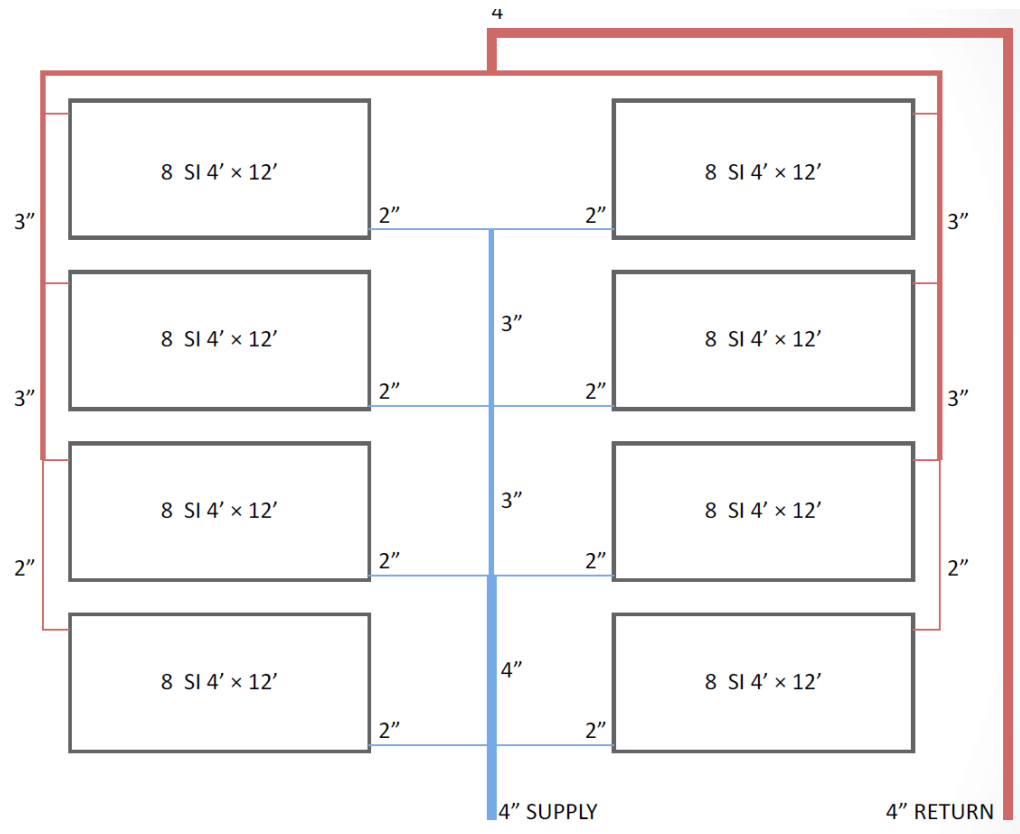 4
8 SI 4’ × 12’
8 SI 4’ × 12’
2”
2”
3”
3”
3”
8 SI 4’ × 12’
8 SI 4’ × 12’
2”
2”
3”
3”
3”
8 SI 4’ × 12’
8 SI 4’ × 12’
2”
2”
2”
2”
4”
8 SI 4’ × 12’
8 SI 4’ × 12’
2”
2”
4” SUPPLY
4” RETURN